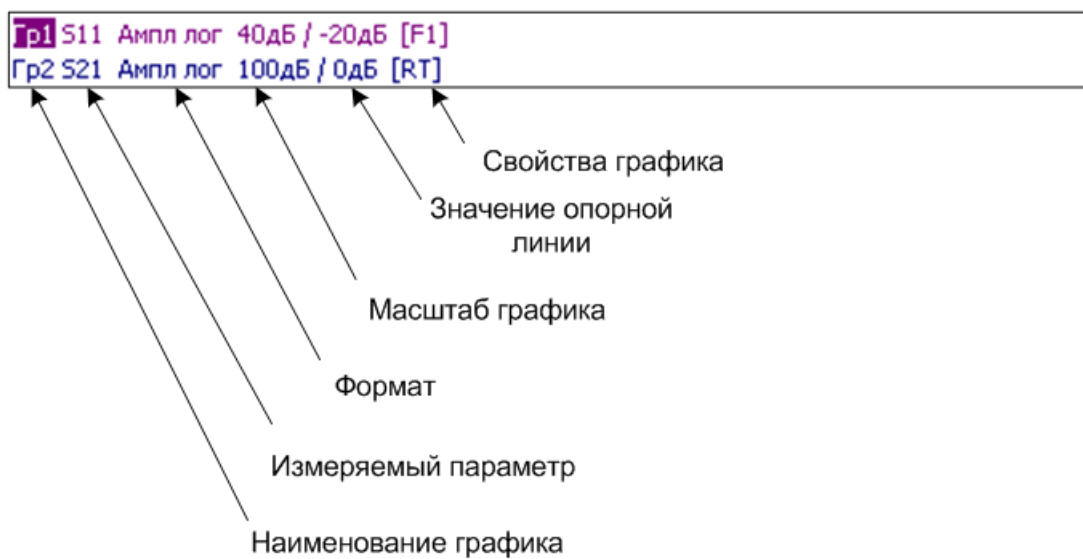 Гр1 S11 Ампл лог 40дБ / -20дБ [F1]
Гр2 S21 Ампл лог 100дБ / 0дБ [RT]
Свойства графика
Значение опорной
линии
Масштаб графика
Формат
Измеряемый параметр
Наименование графика